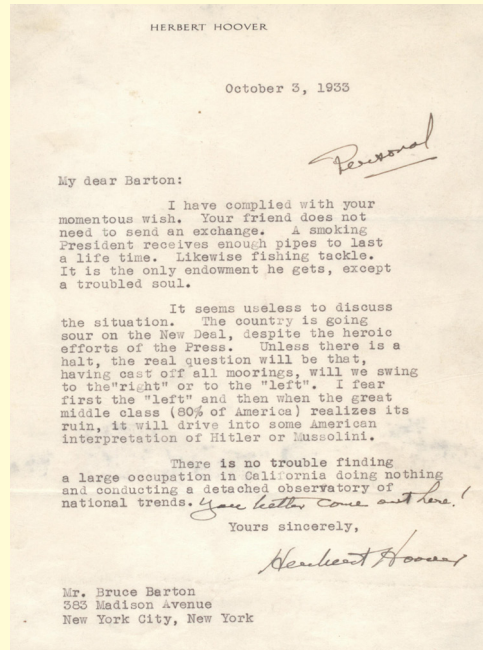 HERBERT HOOVER
October 3, 1933
Personal
My dear Barton:
I have complied with your
momentous wish. Your friend does not
need to send an exchange. A smoking
President receives enough pipes to last
a life time. Likewise fishing tackle.
It is the only endowment he gets, except
a troubled soul.
It seems useless to discuss
the situation. The country is going
sour on the New Deal, despite the heroic
efforts of the Press. Unless there is a
halt, the real question will be that,
having cast off all moorings, will we swing
to the"right" or to the "left". I fear
first the "left" and then when the great
middle class (80% of America) realizes its
ruin, it will drive into some American
interpretation of Hitler or Mussolini.
There is no trouble finding
a large occupation in California doing nothing
and conducting a detached observatory of
national trends. You better come out here!
Yours sincerely,
Herbert Hoover
Mr. Bruce Barton
383 Madison Avenue
New York City, New York